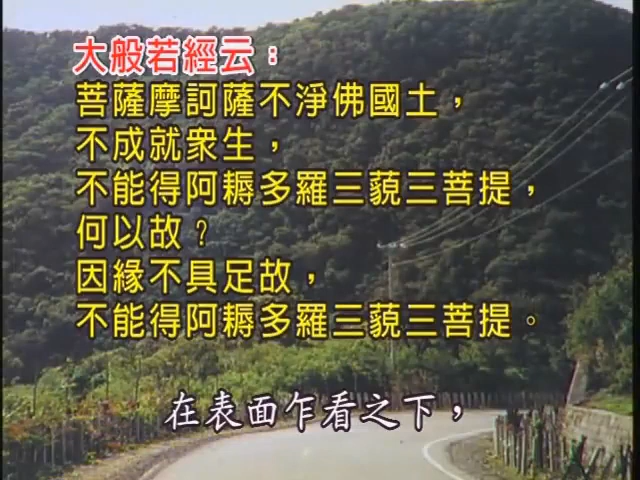 大般若經云：
菩薩摩訶薩不淨佛國土，
不成就眾生，
不能得阿耨多羅三藐三菩提，
何以故？
因緣不具足故，
不能得阿耨多羅三藐三菩提。
在表面乍看之下，